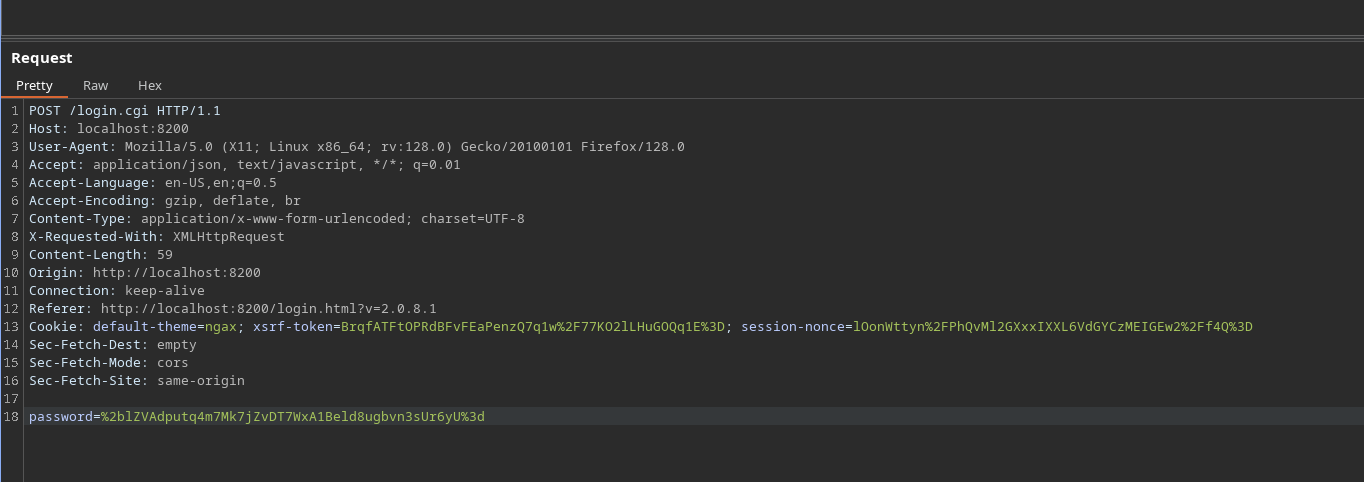 Request
Pretty Raw Hex
1 POST /login.cgi HTTP/1.1
2 Host: localhost:8200
3 User-Agent: Mozilla/5.0 (X11; Linux x86_64; rv:128.0) Gecko/20100101 Firefox/128.0
4 Accept: application/json, text/javascript, */*; q=0.01
5 Accept-Language: en-US,en;q=0.5
6 Accept-Encoding: gzip, deflate, br
7 Content-Type: application/x-www-form-urlencoded; charset=UTF-8
8 X-Requested-With: XMLHttpRequest
9 Content-Length: 59
10 Origin: http://localhost:8200
11 Connection: keep-alive
12 Referer: http://localhost:8200/login.html?v=2.0.8.1
13 Cookie: default-theme=ngax; xsrf-token=BrqfATFtOPRdBFvFEaPenzQ7q1w%2F77KO2lLHuGOQq1E%3D; session-nonce=lOonWttyn%2FPhQvMl2GXxxIXXL6VdGYCzMEIGEw2%2Ff4Q%3D
14 Sec-Fetch-Dest: empty
15 Sec-Fetch-Mode: cors
16 Sec-Fetch-Site: same-origin
17
18 password=%2blZVAdputq4m7Mk7jZvDT7WxA1Beld8ugbvn3sUr6yU%3d